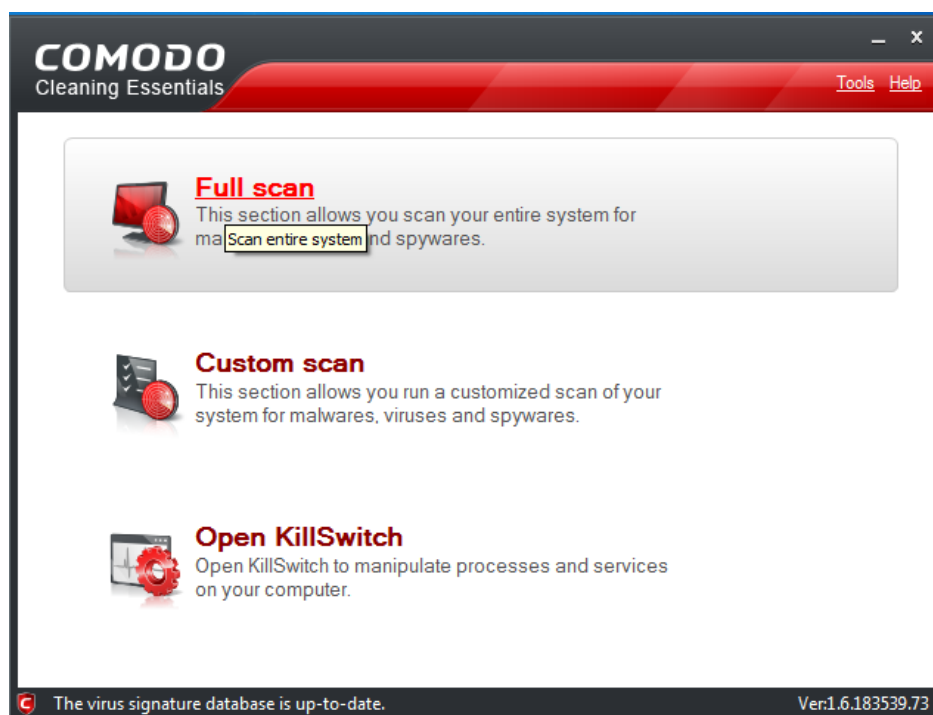 COMODO
Cleaning Essentials
Tools Help
Full scan
This section allows you scan your entire system for
ma Scan entire system nd spywares.
Custom scan
This section allows you run a customized scan of your
system for malwares, viruses and spywares.
Open KillSwitch
Open KillSwitch to manipulate processes and services
on your computer.
The virus signature database is up-to-date. Ver:1.6.183539.73